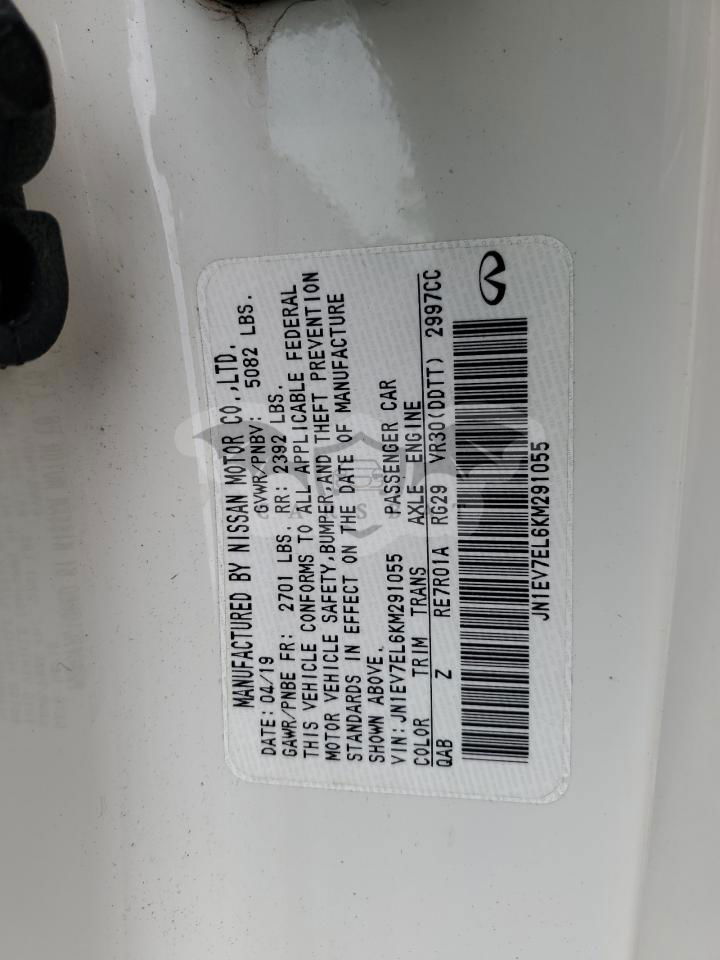 MANUFACTURED BY NISSAN MOTOR CO.,LTD.
DATE: 04/19 GVWR/PNBV: 5082 LBS.
GAWR/PNBE FR: 2701 LBS. RR: 2392 LBS.
THIS VEHICLE CONFORMS TO ALL APPLICABLE FEDERAL
MOTOR VEHICLE SAFETY,BUMPER,AND THEFT PREVENTION
STANDARDS IN EFFECT ON THE DATE OF MANUFACTURE
SHOWN ABOVE.
VIN:JN1EV7EL6KM291055 PASSENGER CAR
COLOR TRIM TRANS AXLE ENGINE
QAB Z RE7R01A RG29 VR30(DDTT) 2997CC
JN1EV7EL6KM291055